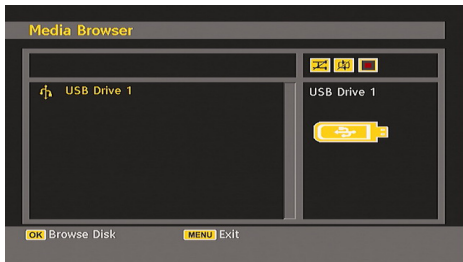 Media Browser
USB Drive 1
USB Drive 1
OK Browse Disk
MENU Exit